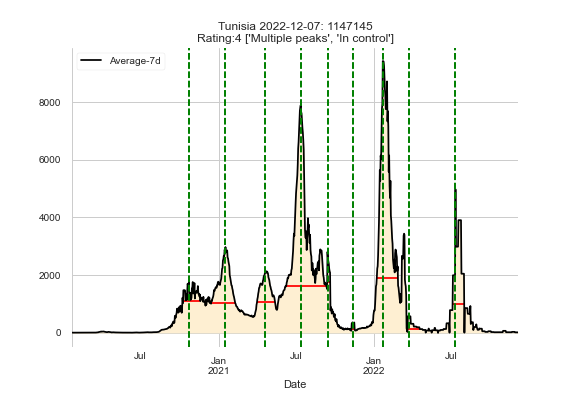 Tunisia 2022-12-07: 1147145
Rating:4 ['Multiple peaks', 'In control']
Average-7d
8000
6000
4000
2000
0
Jul
Jan
2021
Jul
Jan
2022
Jul
Date